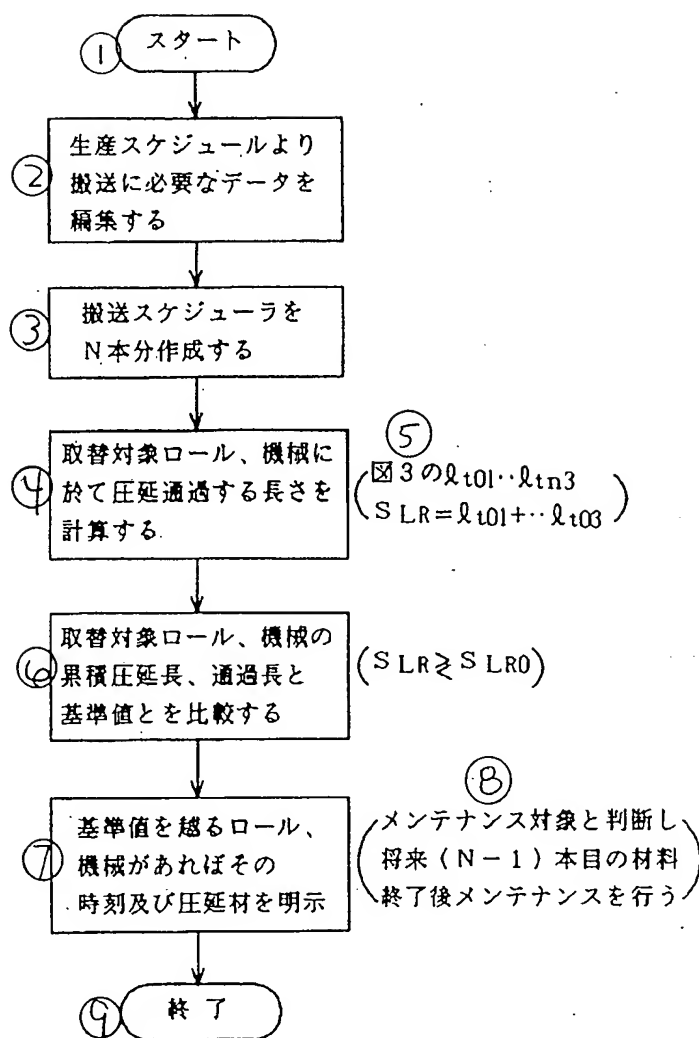 ① スタート
② 生産スケジュールより
搬送に必要なデータを
編集する
③ 搬送スケジューラを
N本分作成する
④ 取替対象ロール、機械に
於て圧延通過する長さを
計算する
⑤
(図3のℓt01‥ℓtn3
SLR=ℓt01+‥ℓt03)
⑥ 取替対象ロール、機械の
累積圧延長、通過長と
基準値とを比較する
(SLR≷SLR0)
⑦ 基準値を越るロール、
機械があればその
時刻及び圧延材を明示
⑧
(メンテナンス対象と判断し
将来(N-1)本目の材料
終了後メンテナンスを行う)
⑨ 終了